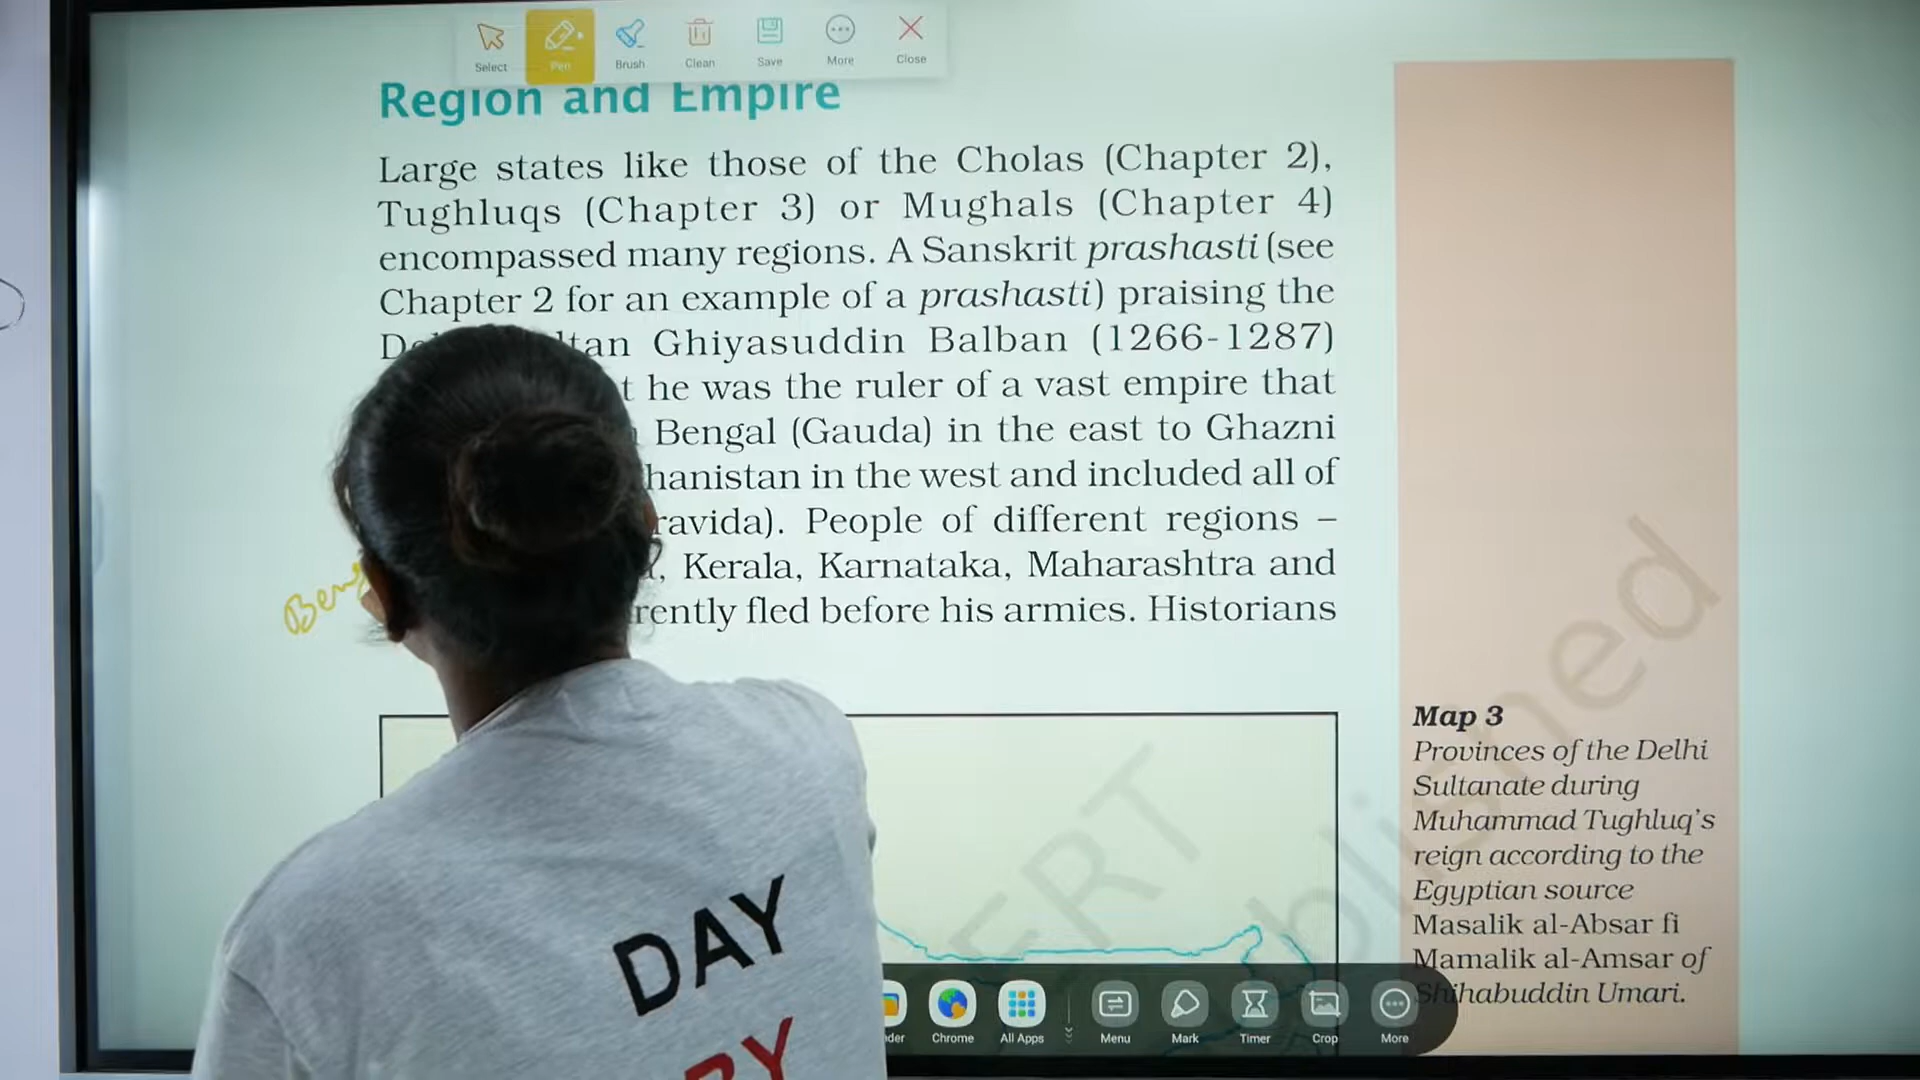 Select
Pen
Brush
Clean
Save
More
Close
Region and Empire
Large states like those of the Cholas (Chapter 2),
Tughluqs (Chapter 3) or Mughals (Chapter 4)
encompassed many regions. A Sanskrit prashasti (see
Chapter 2 for an example of a prashasti) praising the
Ghiyasuddin Balban (1266-1287)
he was the ruler of a vast empire that
Bengal (Gauda) in the east to Ghazni
hanistan in the west and included all of
ravida). People of different regions –
, Kerala, Karnataka, Maharashtra and
rently fled before his armies. Historians
Beng
Map 3
Provinces of the Delhi
Sultanate during
Muhammad Tughluq's
reign according to the
Egyptian source
Masalik al-Absar fi
Mamalik al-Amsar of
Shihabuddin Umari.
DAY
Chrome
All Apps
Menu
Mark
Timer
Crop
More